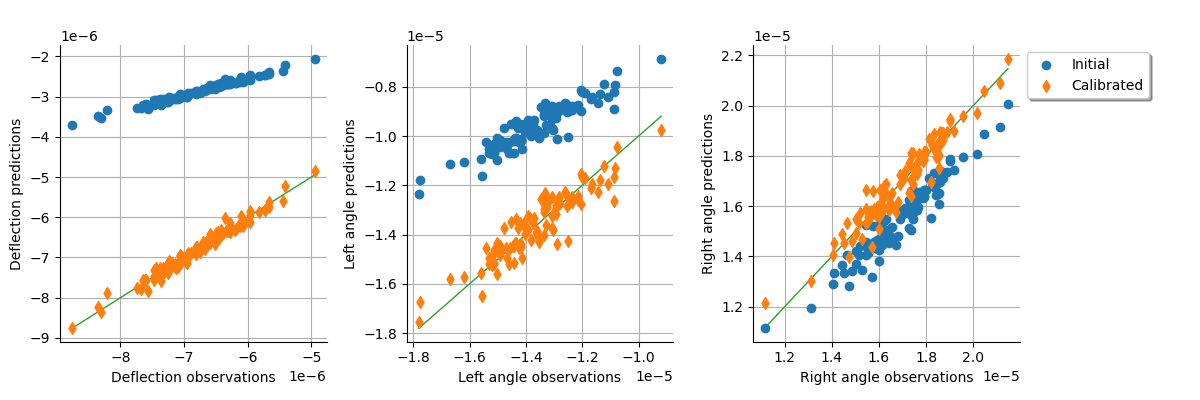 1e−6
−2
−3
−4
−5
−6
−7
−8
−9
−8
−7
−6
−5
1e−6
Deflection observations
Deflection predictions
1e−5
−0.8
−1.0
−1.2
−1.4
−1.6
−1.8
−1.8
−1.6
−1.4
−1.2
−1.0
1e−5
Left angle observations
Left angle predictions
1e−5
2.2
2.0
1.8
1.6
1.4
1.2
1.2
1.4
1.6
1.8
2.0
1e−5
Right angle observations
Right angle predictions
Initial
Calibrated